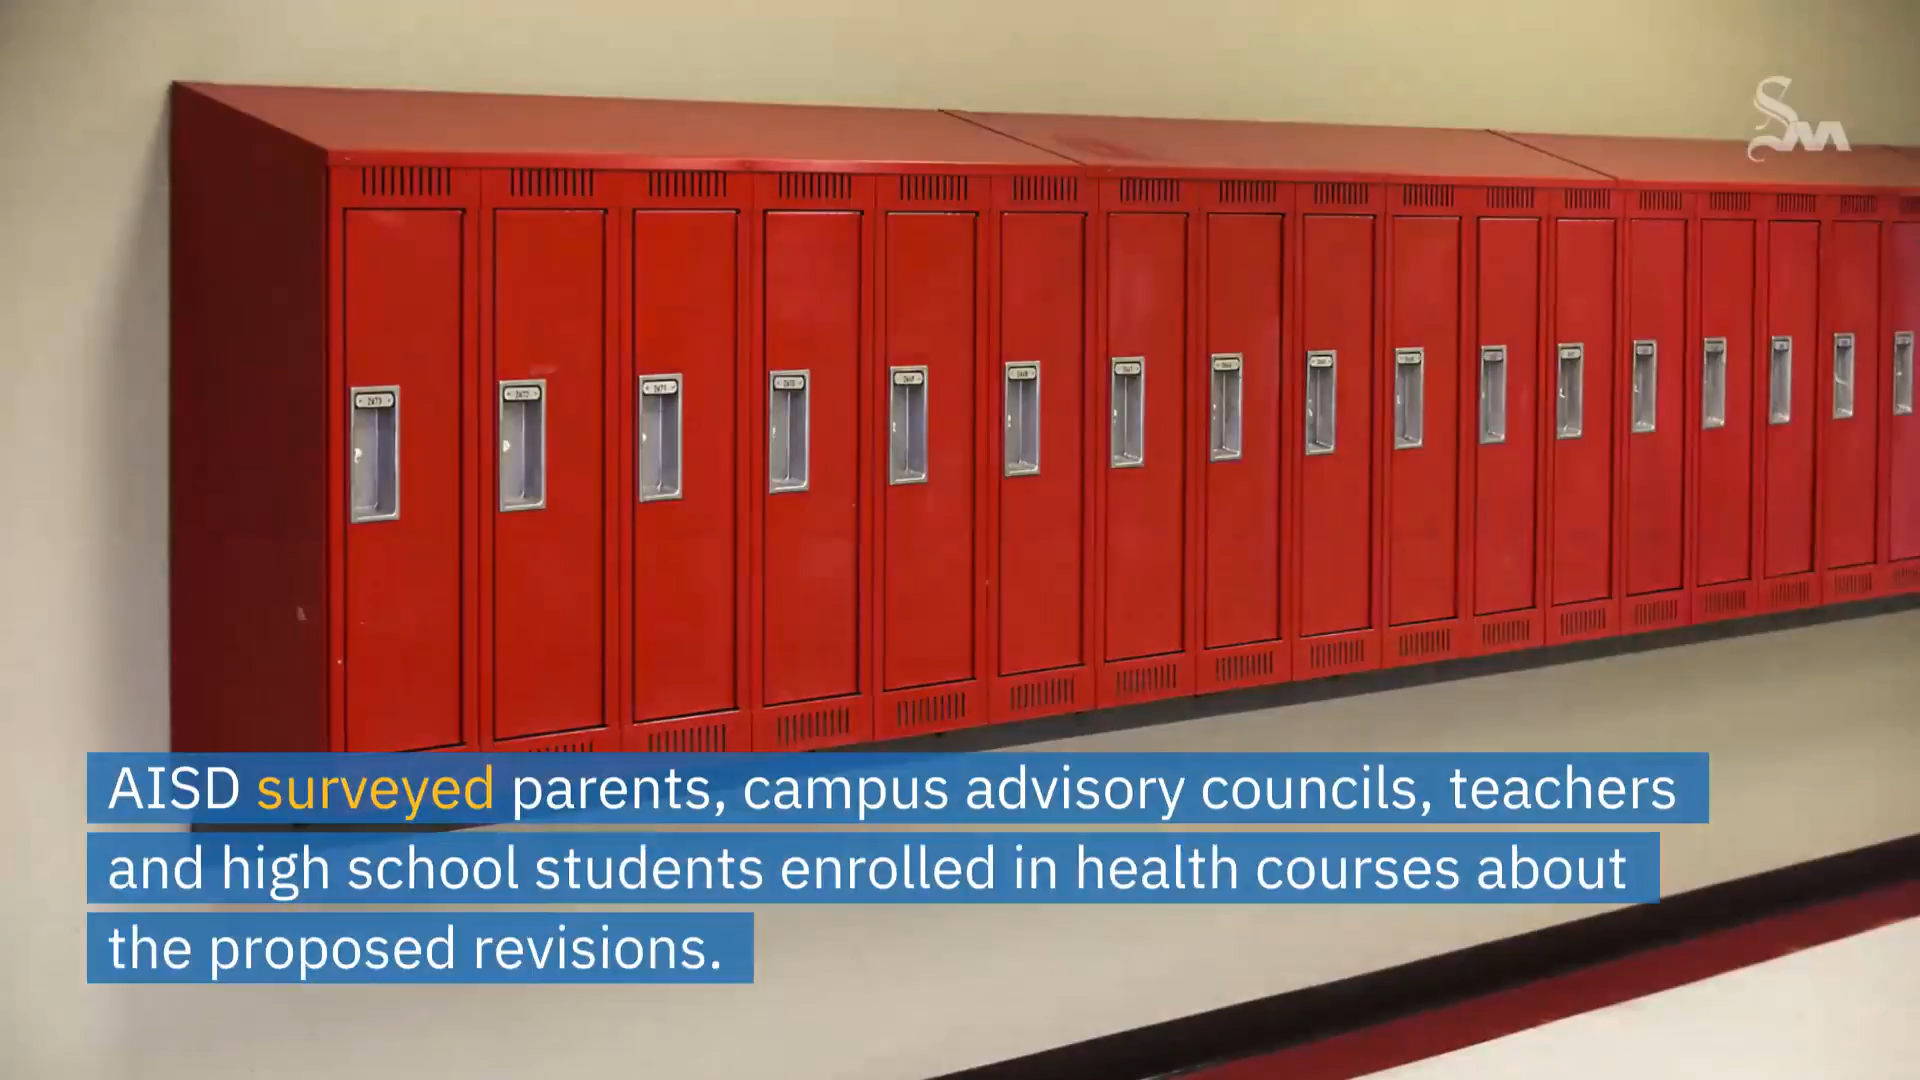 SM
AISD surveyed parents, campus advisory councils, teachers
and high school students enrolled in health courses about
the proposed revisions.